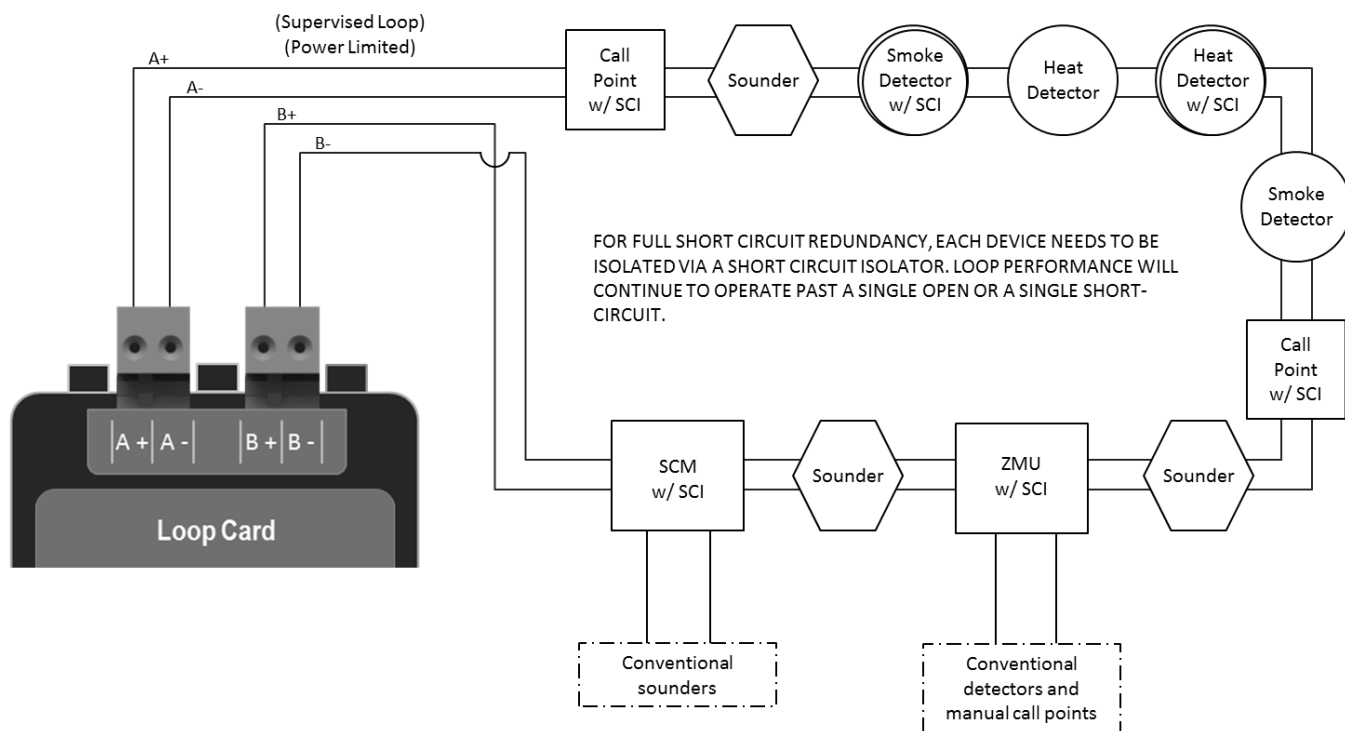 (Supervised Loop)
(Power Limited)
A+
A-
B+
B-
Call
Point
w/ SCI
Sounder
Smoke
Detector
w/ SCI
Heat
Detector
Heat
Detector
w/ SCI
Smoke
Detector
FOR FULL SHORT CIRCUIT REDUNDANCY, EACH DEVICE NEEDS TO BE
ISOLATED VIA A SHORT CIRCUIT ISOLATOR. LOOP PERFORMANCE WILL
CONTINUE TO OPERATE PAST A SINGLE OPEN OR A SINGLE SHORT-
CIRCUIT.
Call
Point
w/ SCI
A + A - B + B -
Loop Card
SCM
w/ SCI
Sounder
ZMU
w/ SCI
Sounder
Conventional
sounders
Conventional
detectors and
manual call points